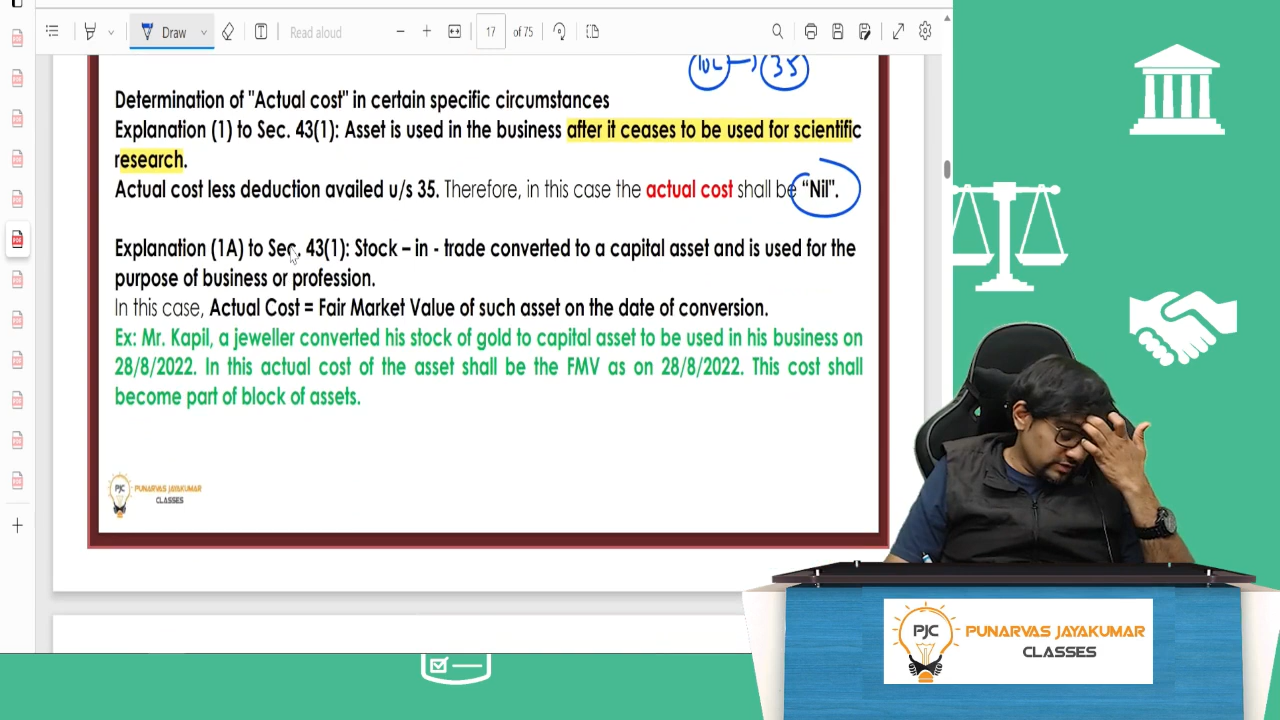 Draw
Read aloud
17 of 75
10L → 35
Determination of "Actual cost" in certain specific circumstances
Explanation (1) to Sec. 43(1): Asset is used in the business after it ceases to be used for scientific
research.
Actual cost less deduction availed u/s 35. Therefore, in this case the actual cost shall be “Nil”.
Explanation (1A) to Sec. 43(1): Stock – in - trade converted to a capital asset and is used for the
purpose of business or profession.
In this case, Actual Cost = Fair Market Value of such asset on the date of conversion.
Ex: Mr. Kapil, a jeweller converted his stock of gold to capital asset to be used in his business on
28/8/2022. In this actual cost of the asset shall be the FMV as on 28/8/2022. This cost shall
become part of block of assets.
PJC PUNARVAS JAYAKUMAR
CLASSES
PJC PUNARVAS JAYAKUMAR
CLASSES